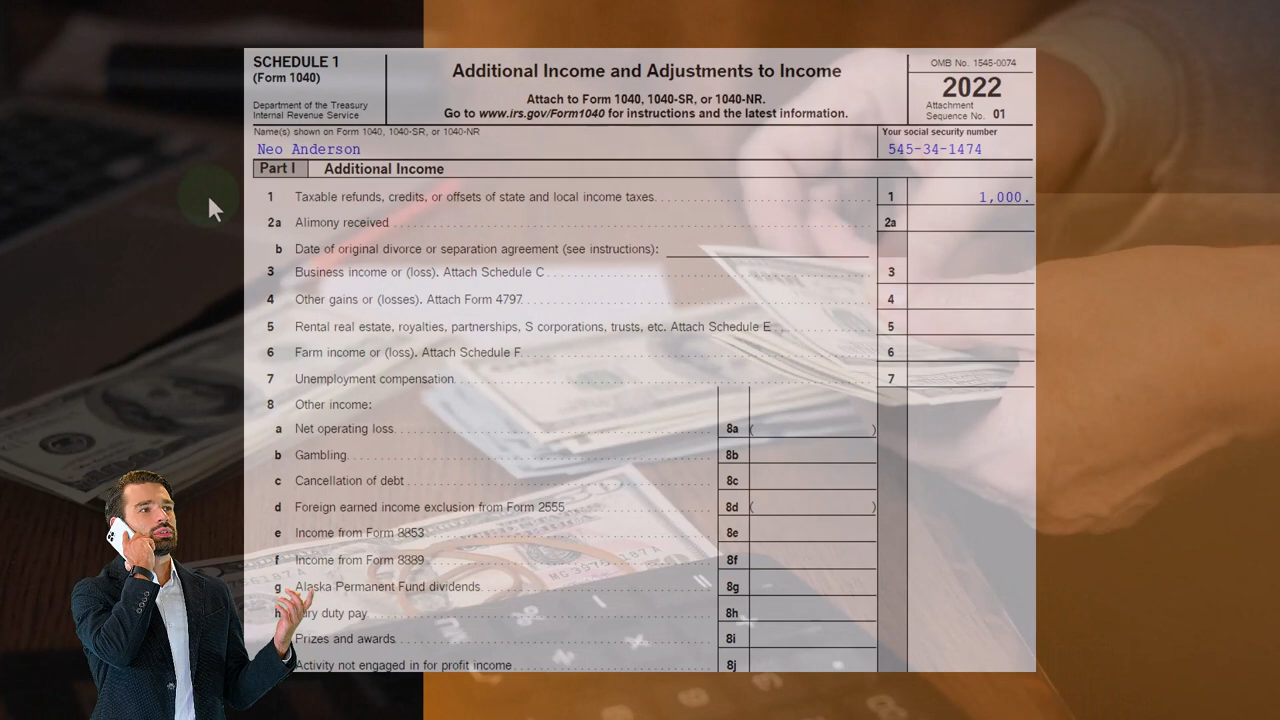 SCHEDULE 1
(Form 1040)
Department of the Treasury
Internal Revenue Service
Additional Income and Adjustments to Income
Attach to Form 1040, 1040-SR, or 1040-NR.
Go to www.irs.gov/Form1040 for instructions and the latest information.
OMB No. 1545-0074
2022
Attachment
Sequence No. 01
Name(s) shown on Form 1040, 1040-SR, or 1040-NR
Your social security number
Neo Anderson
545-34-1474
Part I Additional Income
1 Taxable refunds, credits, or offsets of state and local income taxes. 1 1,000.
2a Alimony received 2a
b Date of original divorce or separation agreement (see instructions):
3 Business income or (loss). Attach Schedule C 3
4 Other gains or (losses). Attach Form 4797 4
5 Rental real estate, royalties, partnerships, S corporations, trusts, etc. Attach Schedule E 5
6 Farm income or (loss). Attach Schedule F 6
7 Unemployment compensation 7
8 Other income:
a Net operating loss 8a ( )
b Gambling 8b
c Cancellation of debt 8c
d Foreign earned income exclusion from Form 2555 8d ( )
e Income from Form 8853 8e
f Income from Form 8889 8f
g Alaska Permanent Fund dividends 8g
h duty pay 8h
Prizes and awards 8i
Activity not engaged in for profit income 8j